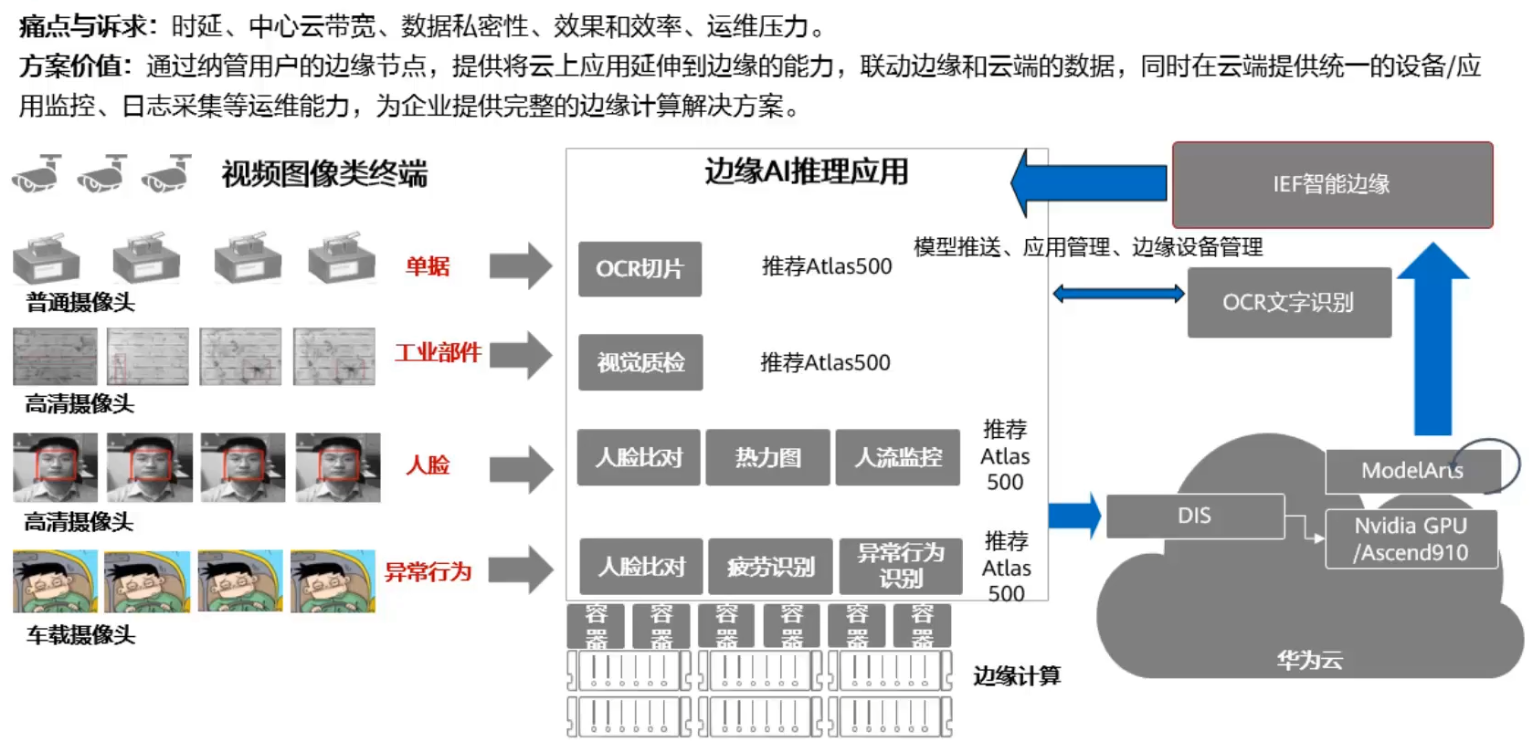 痛点与诉求：时延、中心云带宽、数据私密性、效果和效率、运维压力。
方案价值：通过纳管用户的边缘节点，提供将云上应用延伸到边缘的能力，联动边缘和云端的数据，同时在云端提供统一的设备/应
用监控、日志采集等运维能力，为企业提供完整的边缘计算解决方案。
视频图像类终端
边缘AI推理应用
IEF智能边缘
模型推送、应用管理、边缘设备管理
单据
OCR切片
推荐Atlas500
OCR文字识别
普通摄像头
工业部件
视觉质检
推荐Atlas500
高清摄像头
人脸
人脸比对
热力图
人流监控
推荐
Atlas
500
ModelArts
高清摄像头
DIS
Nvidia GPU
/Ascend910
异常行为
人脸比对
疲劳识别
异常行为
识别
推荐
Atlas
500
车载摄像头
容
器
容
器
容
器
容
器
容
器
容
器
边缘计算
华为云